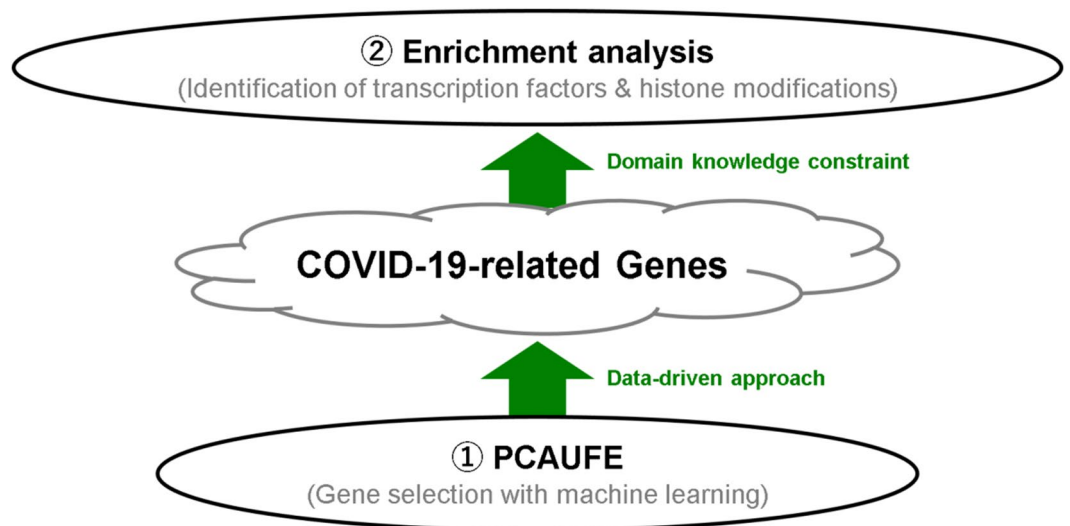 ② Enrichment analysis
(Identification of transcription factors & histone modifications)
Domain knowledge constraint
COVID-19-related Genes
Data-driven approach
① PCAUFE
(Gene selection with machine learning)